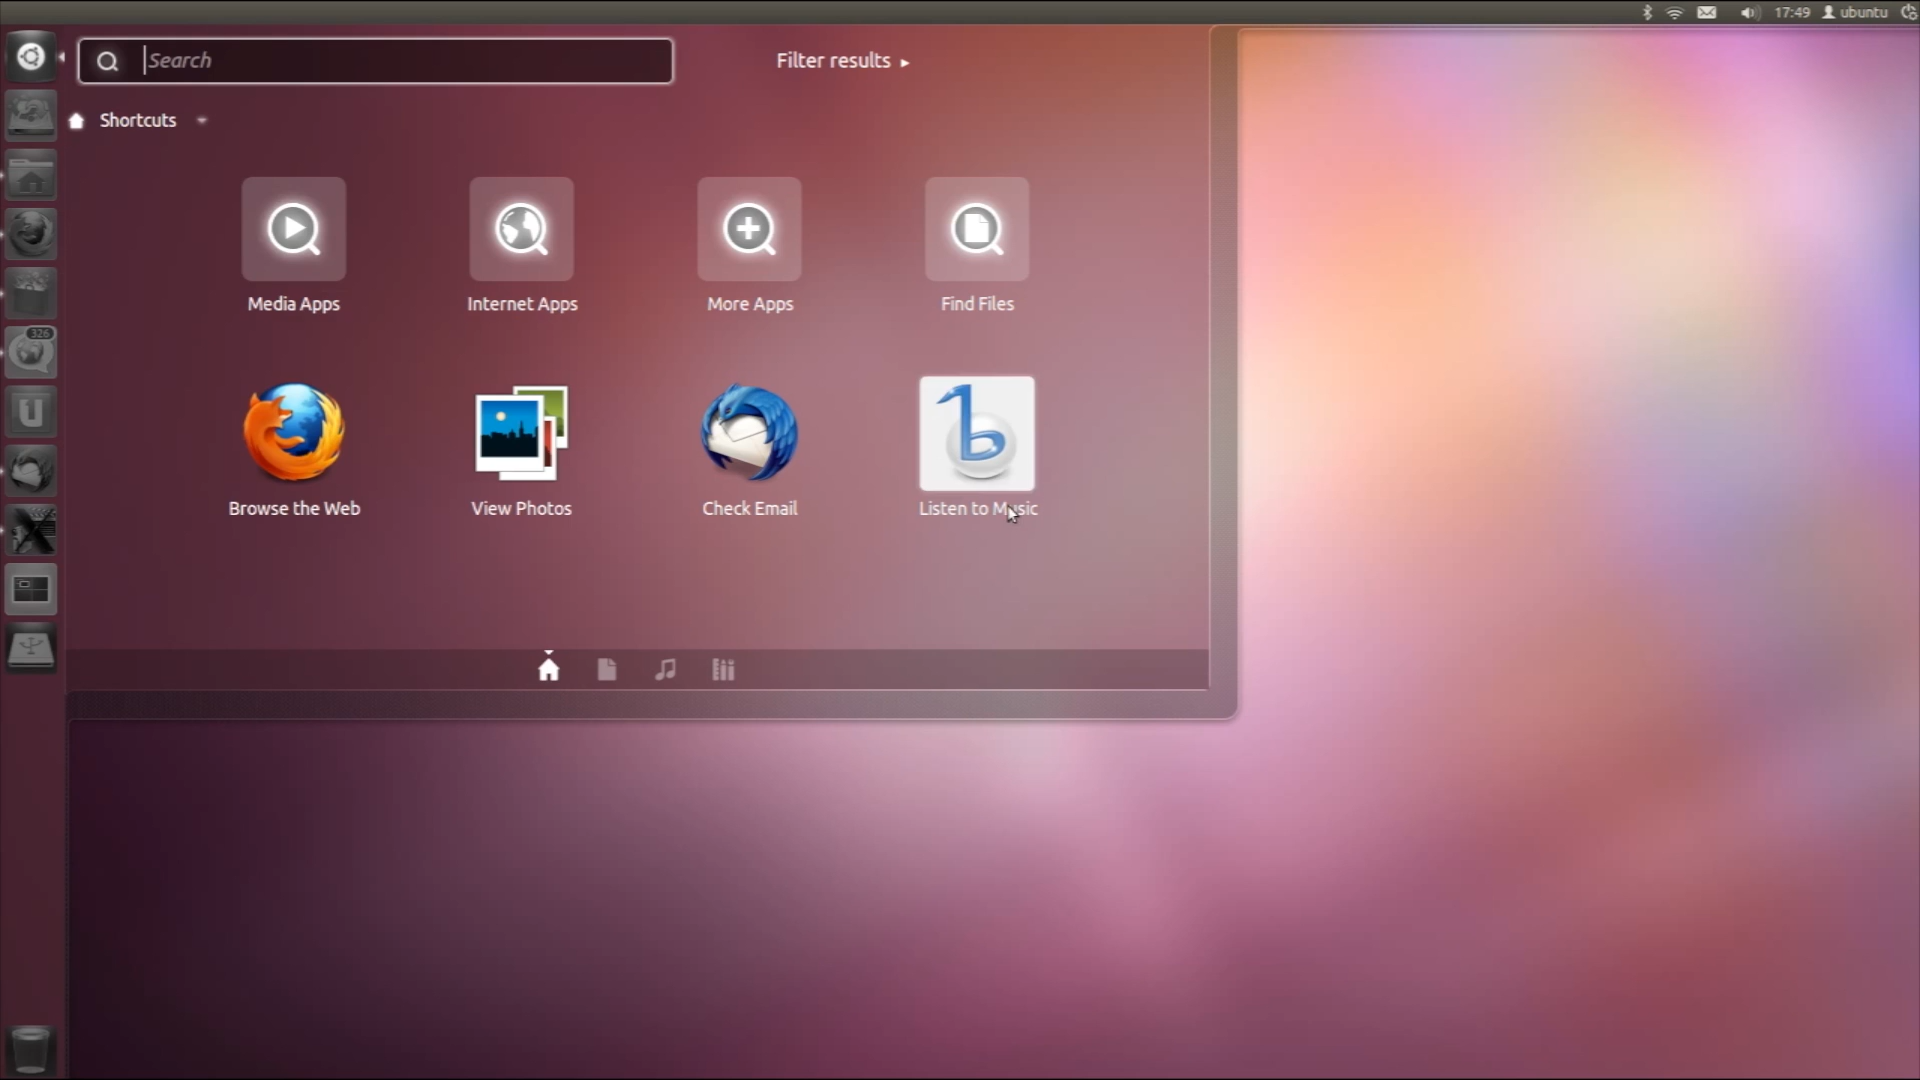 17:49 ubuntu
Search
Filter results
Shortcuts
Media Apps
Internet Apps
More Apps
Find Files
326
Browse the Web
View Photos
Check Email
Listen to Music